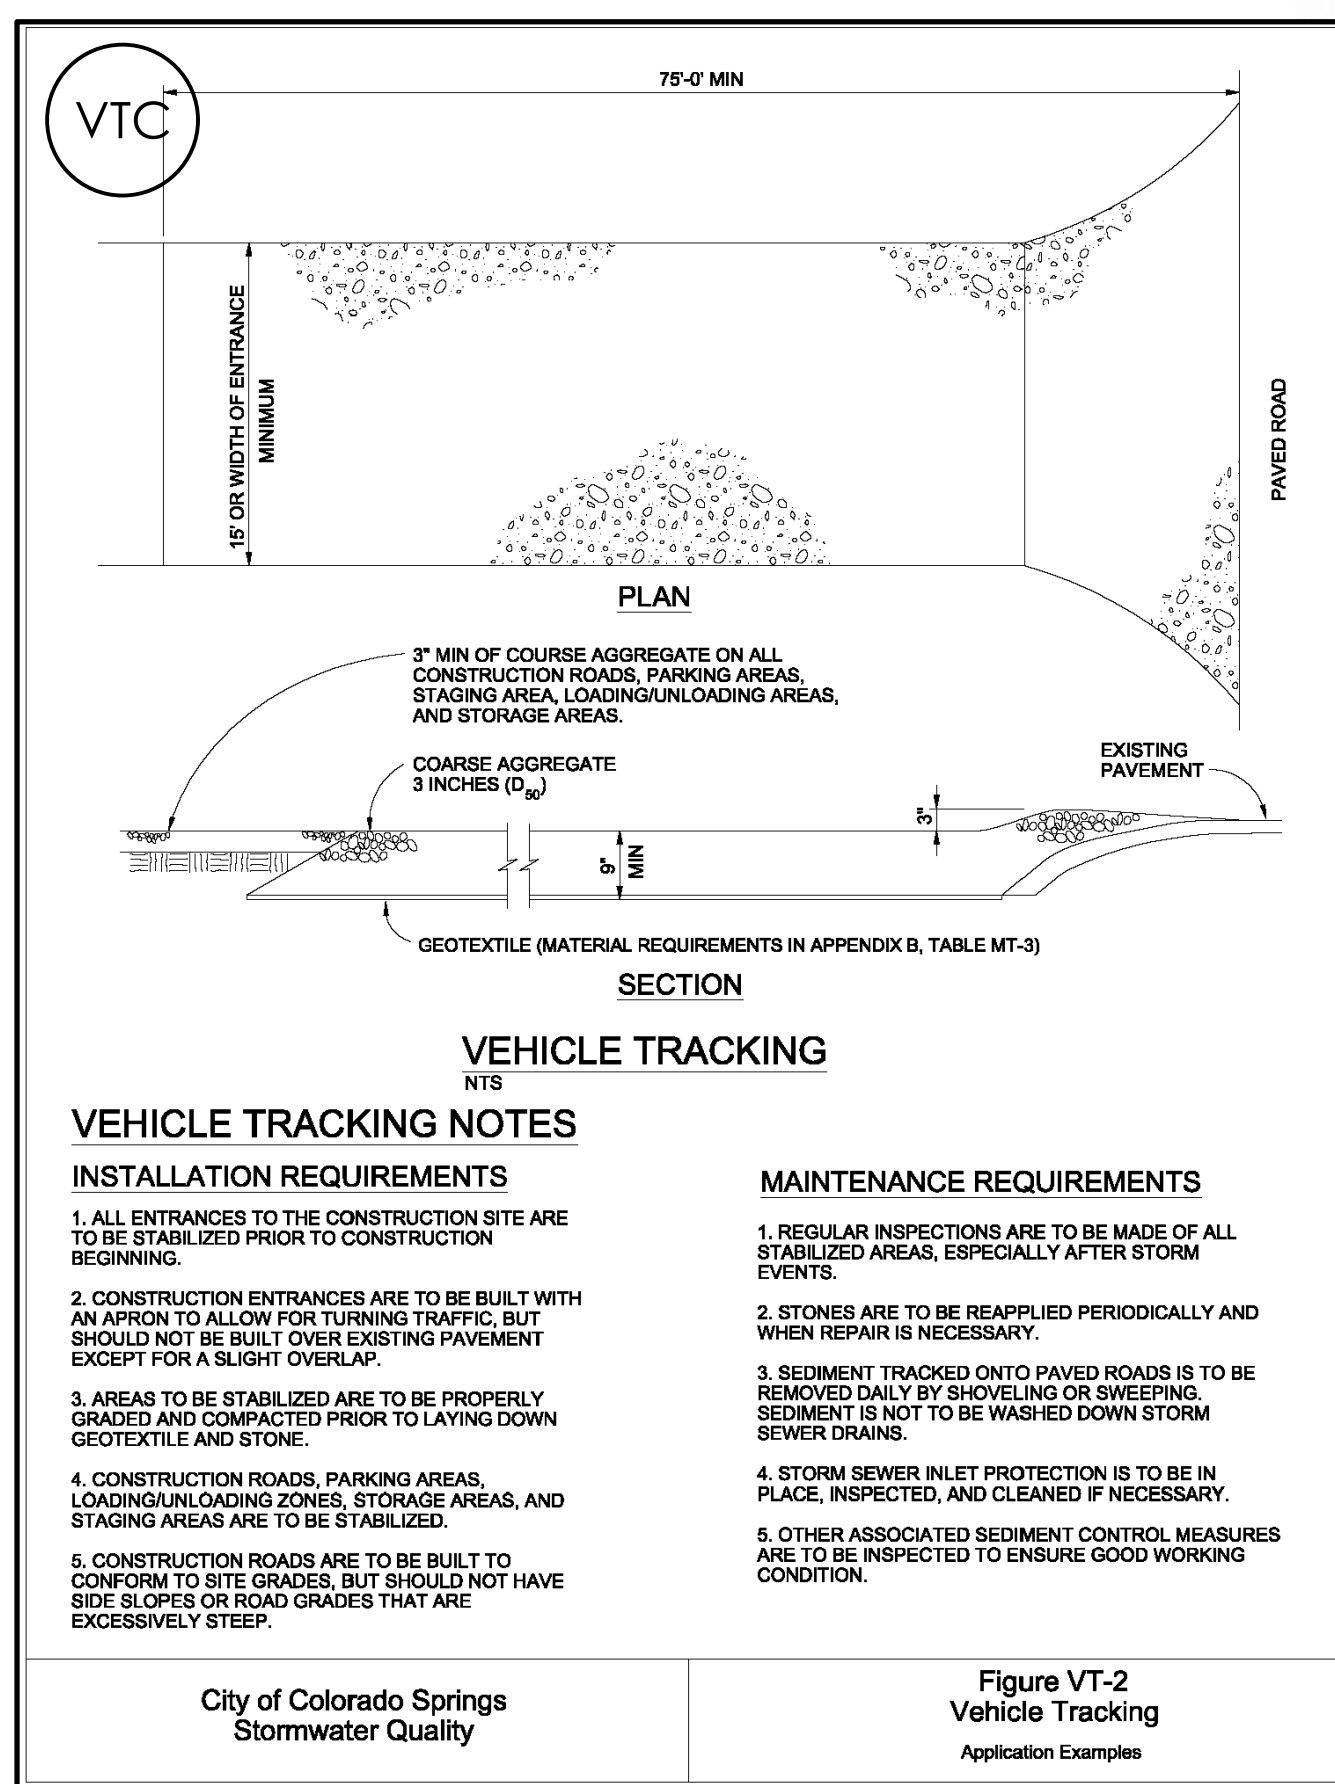 VTC
75'-0' MIN
15' OR WIDTH OF ENTRANCE
MINIMUM
PAVED ROAD
PLAN
3" MIN OF COURSE AGGREGATE ON ALL
CONSTRUCTION ROADS, PARKING AREAS,
STAGING AREA, LOADING/UNLOADING AREAS,
AND STORAGE AREAS.
COARSE AGGREGATE
3 INCHES (D50)
EXISTING
PAVEMENT
3"
9"
MIN
GEOTEXTILE (MATERIAL REQUIREMENTS IN APPENDIX B, TABLE MT-3)
SECTION
VEHICLE TRACKING
NTS
VEHICLE TRACKING NOTES
INSTALLATION REQUIREMENTS
1. ALL ENTRANCES TO THE CONSTRUCTION SITE ARE
TO BE STABILIZED PRIOR TO CONSTRUCTION
BEGINNING.
2. CONSTRUCTION ENTRANCES ARE TO BE BUILT WITH
AN APRON TO ALLOW FOR TURNING TRAFFIC, BUT
SHOULD NOT BE BUILT OVER EXISTING PAVEMENT
EXCEPT FOR A SLIGHT OVERLAP.
3. AREAS TO BE STABILIZED ARE TO BE PROPERLY
GRADED AND COMPACTED PRIOR TO LAYING DOWN
GEOTEXTILE AND STONE.
4. CONSTRUCTION ROADS, PARKING AREAS,
LOADING/UNLOADING ZONES, STORAGE AREAS, AND
STAGING AREAS ARE TO BE STABILIZED.
5. CONSTRUCTION ROADS ARE TO BE BUILT TO
CONFORM TO SITE GRADES, BUT SHOULD NOT HAVE
SIDE SLOPES OR ROAD GRADES THAT ARE
EXCESSIVELY STEEP.
MAINTENANCE REQUIREMENTS
1. REGULAR INSPECTIONS ARE TO BE MADE OF ALL
STABILIZED AREAS, ESPECIALLY AFTER STORM
EVENTS.
2. STONES ARE TO BE REAPPLIED PERIODICALLY AND
WHEN REPAIR IS NECESSARY.
3. SEDIMENT TRACKED ONTO PAVED ROADS IS TO BE
REMOVED DAILY BY SHOVELING OR SWEEPING.
SEDIMENT IS NOT TO BE WASHED DOWN STORM
SEWER DRAINS.
4. STORM SEWER INLET PROTECTION IS TO BE IN
PLACE, INSPECTED, AND CLEANED IF NECESSARY.
5. OTHER ASSOCIATED SEDIMENT CONTROL MEASURES
ARE TO BE INSPECTED TO ENSURE GOOD WORKING
CONDITION.
City of Colorado Springs
Stormwater Quality
Figure VT-2
Vehicle Tracking
Application Examples